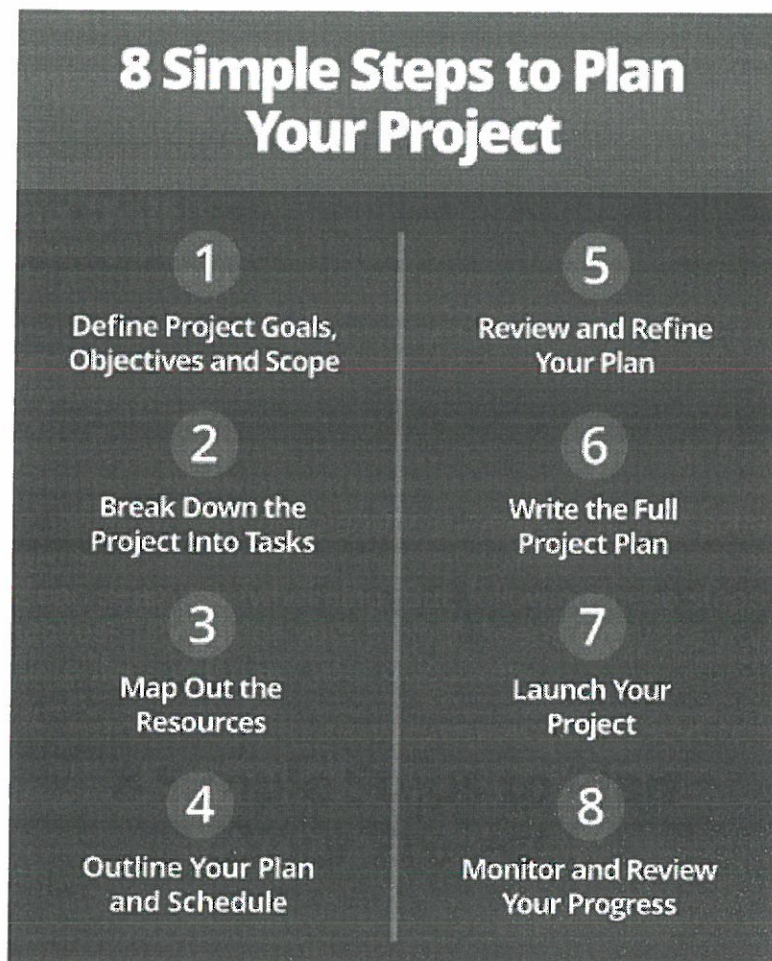 8 Simple Steps to Plan
Your Project
1
Define Project Goals,
Objectives and Scope
2
Break Down the
Project Into Tasks
3
Map Out the
Resources
4
Outline Your Plan
and Schedule
5
Review and Refine
Your Plan
6
Write the Full
Project Plan
7
Launch Your
Project
8
Monitor and Review
Your Progress